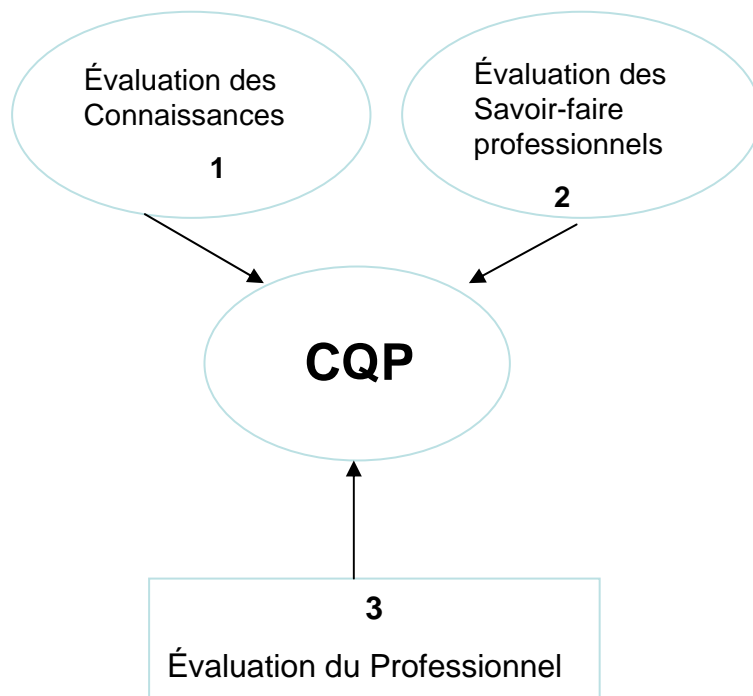 Évaluation des
Connaissances
1
Évaluation des
Savoir-faire
professionnels
2
CQP
3
Évaluation du Professionnel